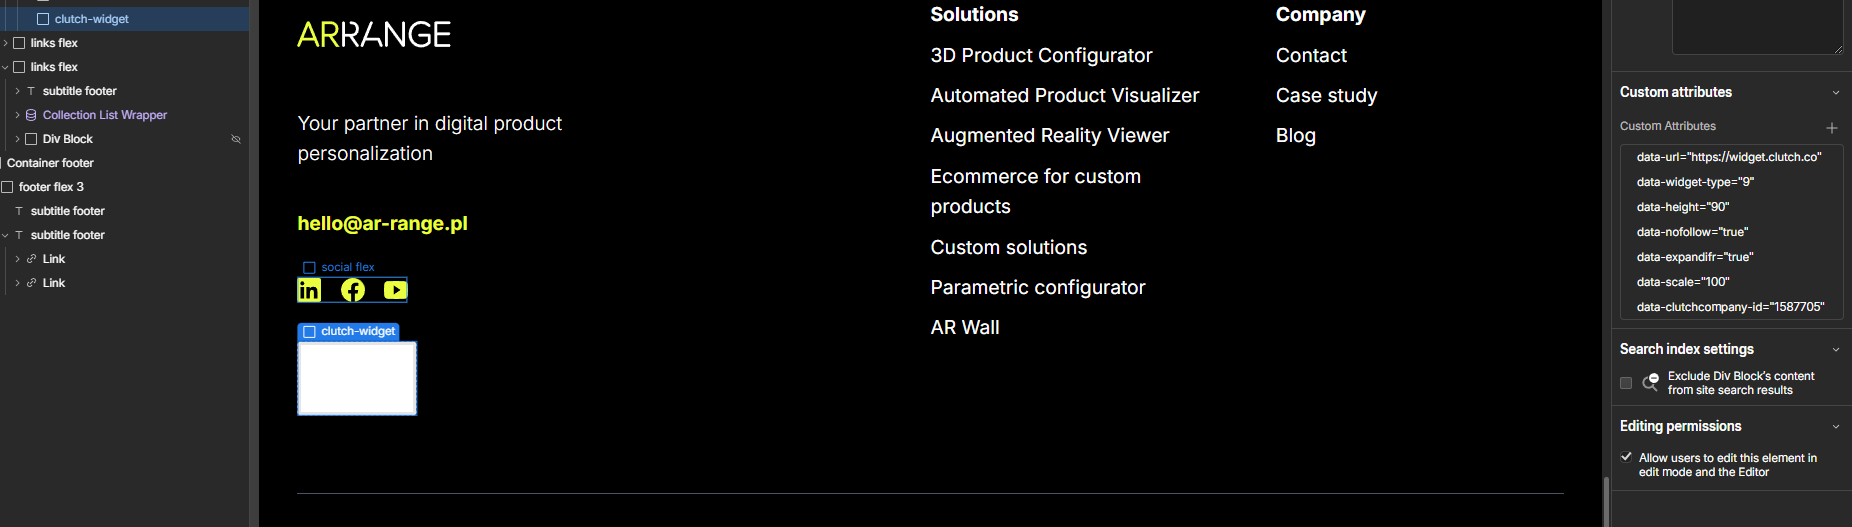 clutch-widget
links flex
links flex
subtitle footer
Collection List Wrapper
Div Block
Container footer
footer flex 3
subtitle footer
subtitle footer
Link
Link
ARRANGE
Your partner in digital product
personalization
hello@ar-range.pl
social flex
clutch-widget
Solutions
3D Product Configurator
Automated Product Visualizer
Augmented Reality Viewer
Ecommerce for custom
products
Custom solutions
Parametric configurator
AR Wall
Company
Contact
Case study
Blog
Custom attributes
Custom Attributes
data-url="https://widget.clutch.co"
data-widget-type="9"
data-height="90"
data-nofollow="true"
data-expandifr="true"
data-scale="100"
data-clutchcompany-id="1587705"
Search index settings
Exclude Div Block's content
from site search results
Editing permissions
Allow users to edit this element in
edit mode and the Editor